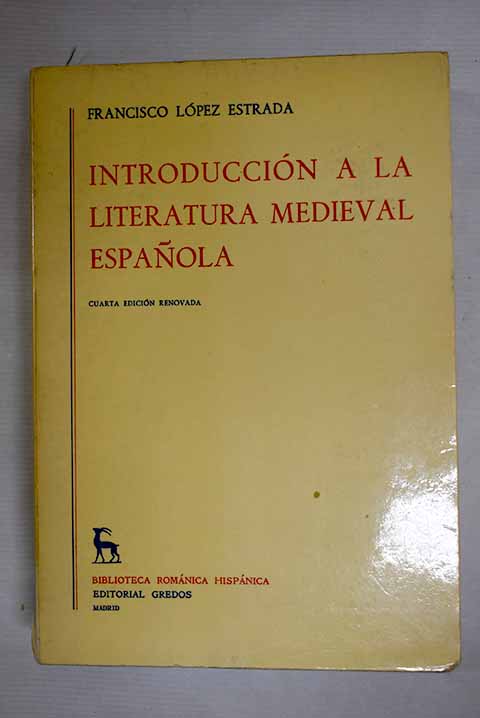 FRANCISCO LÓPEZ ESTRADA
INTRODUCCIÓN A LA
LITERATURA MEDIEVAL
ESPAÑOLA
CUARTA EDICIÓN RENOVADA
BIBLIOTECA ROMÁNICA HISPÁNICA
EDITORIAL GREDOS
MADRID